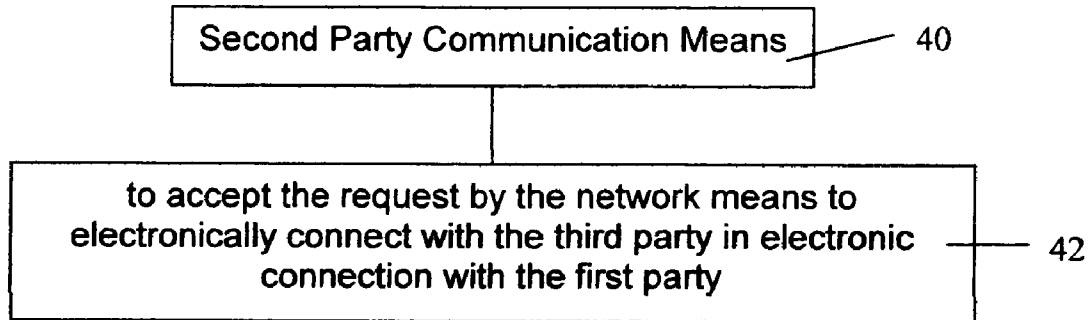 Second Party Communication Means
40
to accept the request by the network means to
electronically connect with the third party in electronic
connection with the first party
42